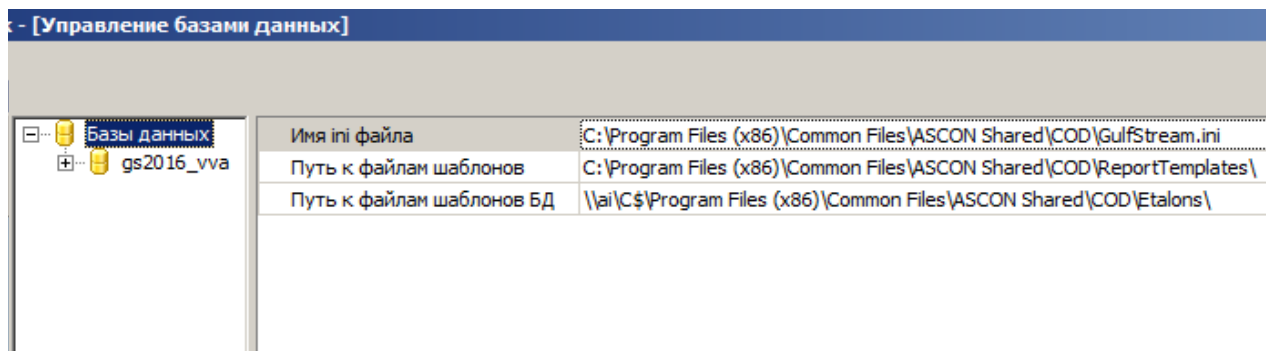 - [Управление базами данных]
Базы данных
gs2016_vva
Имя ini файла C:\Program Files (x86)\Common Files\ASCON Shared\COD\GulfStream.ini
Путь к файлам шаблонов C:\Program Files (x86)\Common Files\ASCON Shared\COD\ReportTemplates\
Путь к файлам шаблонов БД \\ai\C$\Program Files (x86)\Common Files\ASCON Shared\COD\Etalons\